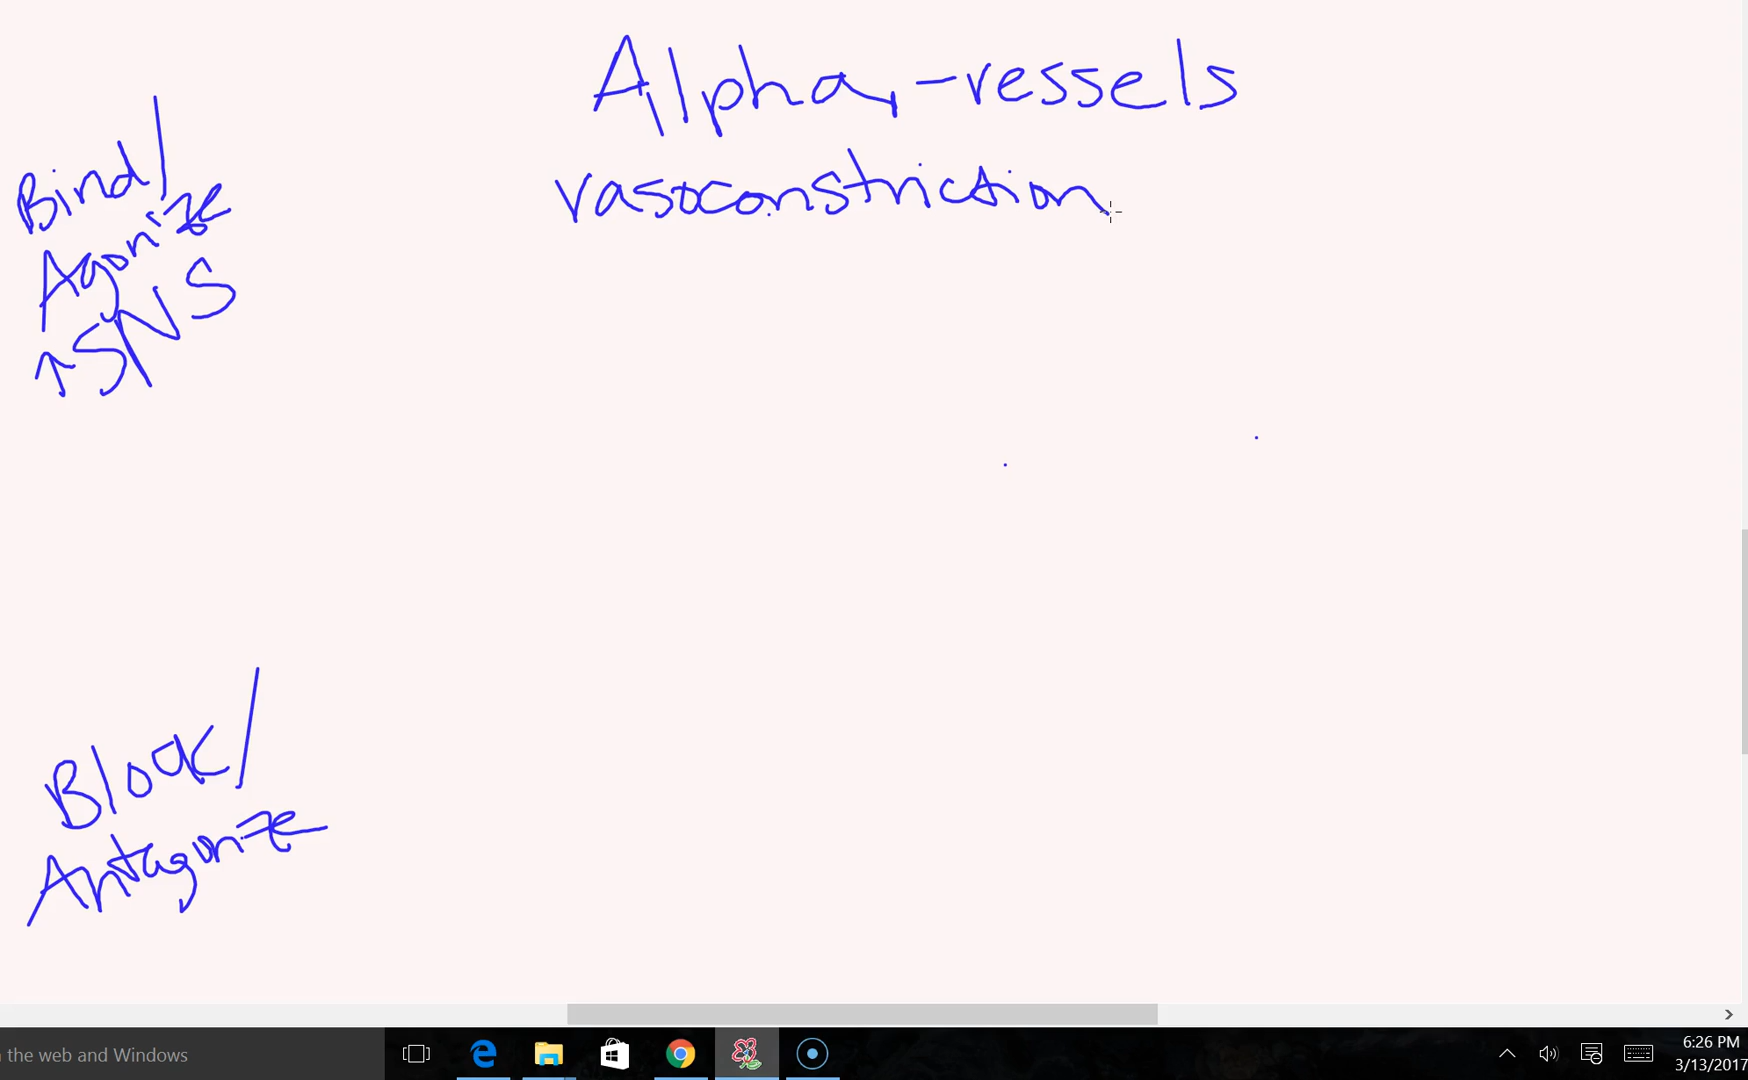 Alpha, -vessels
vasoconstriction
Bind/
Agonize
↑SNS
Block/
Antagonize
the web and Windows
6:26 PM
3/13/2017